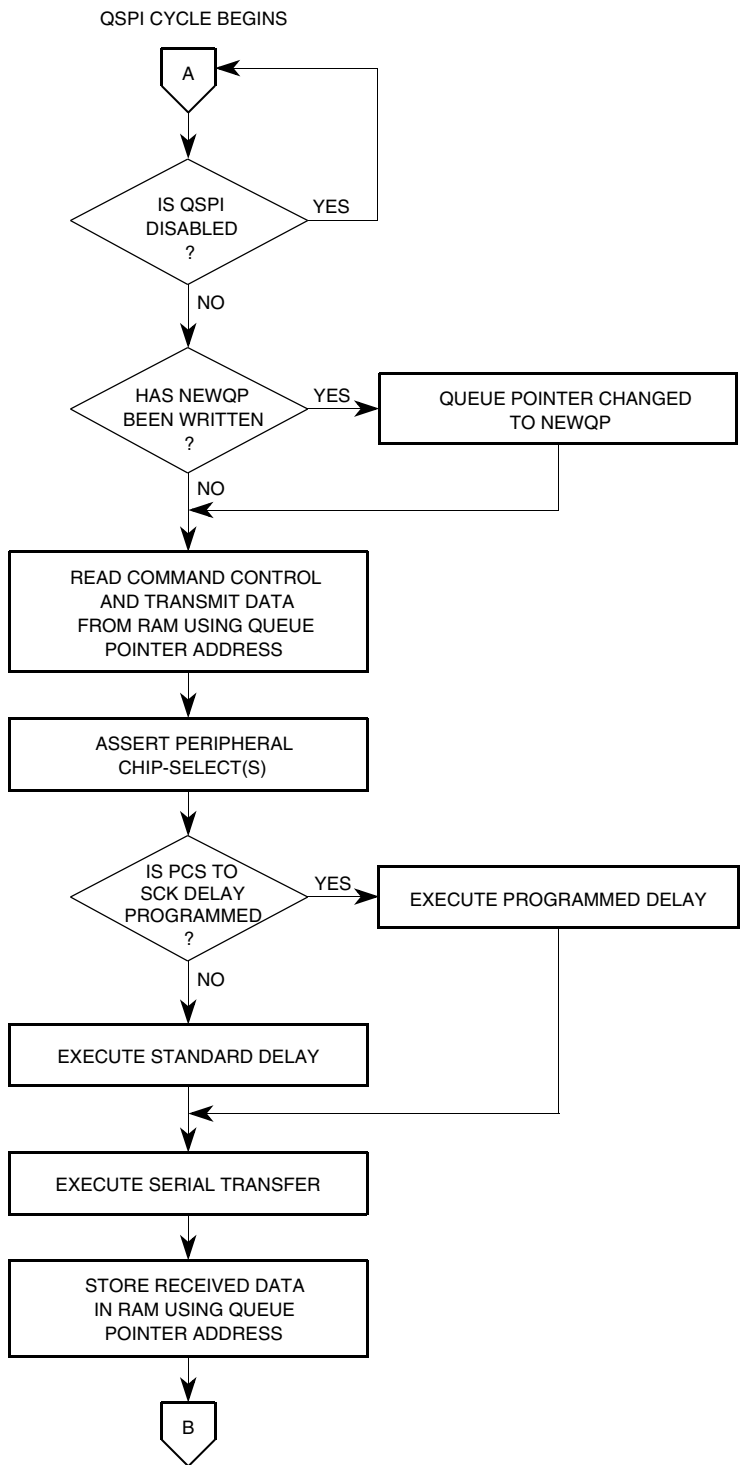 QSPI CYCLE BEGINS
A
IS QSPI
DISABLED
?
YES
NO
HAS NEWQP
BEEN WRITTEN
?
YES
QUEUE POINTER CHANGED
TO NEWQP
NO
READ COMMAND CONTROL
AND TRANSMIT DATA
FROM RAM USING QUEUE
POINTER ADDRESS
ASSERT PERIPHERAL
CHIP-SELECT(S)
IS PCS TO
SCK DELAY
PROGRAMMED
?
YES
EXECUTE PROGRAMMED DELAY
NO
EXECUTE STANDARD DELAY
EXECUTE SERIAL TRANSFER
STORE RECEIVED DATA
IN RAM USING QUEUE
POINTER ADDRESS
B